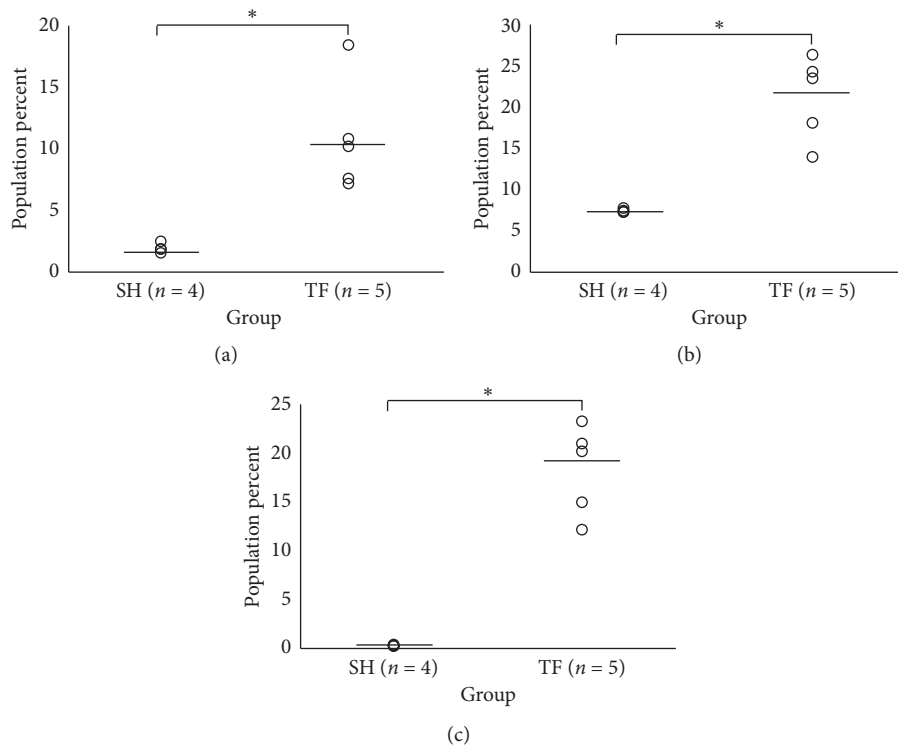 *
20
15
10
5
0
Population percent
SH (n = 4)
TF (n = 5)
Group
(a)
*
30
25
20
15
10
5
0
Population percent
SH (n = 4)
TF (n = 5)
Group
(b)
*
25
20
15
10
5
0
Population percent
SH (n = 4)
TF (n = 5)
Group
(c)